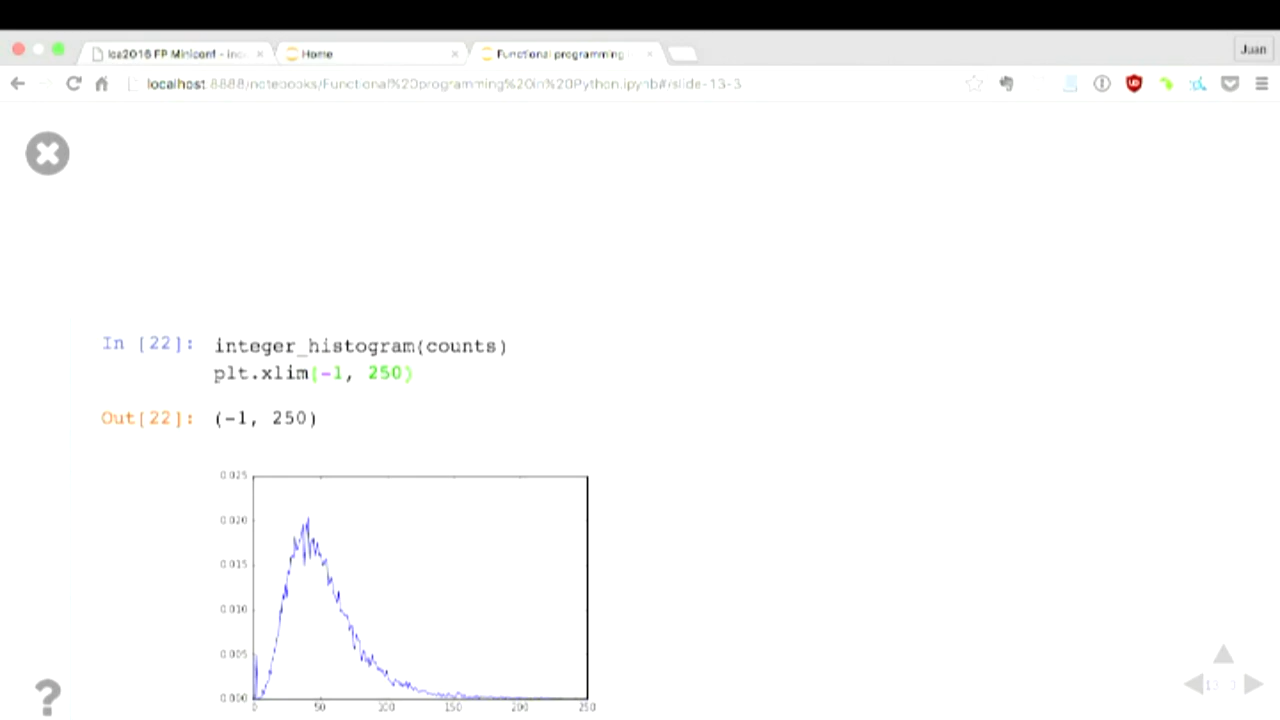 lca2016 FP Miniconf - inc
Home
Functional programming
Juan
localhost:8888/notebooks/Functional%20programming%20in%20Python.ipynb#/slide-13-3
In [22]: integer_histogram(counts)
plt.xlim(-1, 250)
Out[22]: (-1, 250)
0.025
0.020
0.015
0.010
0.005
0.000
0 50 100 150 200 250
?